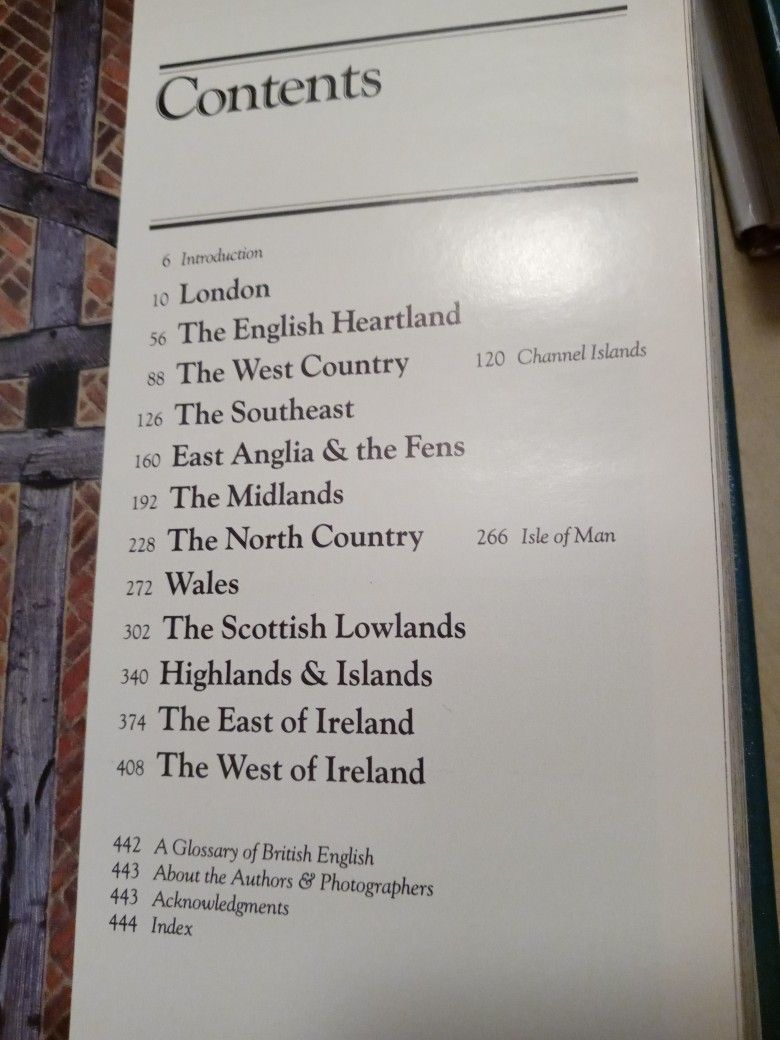 Contents
6 Introduction
10 London
56 The English Heartland
88 The West Country 120 Channel Islands
126 The Southeast
160 East Anglia & the Fens
192 The Midlands
228 The North Country 266 Isle of Man
272 Wales
302 The Scottish Lowlands
340 Highlands & Islands
374 The East of Ireland
408 The West of Ireland
442 A Glossary of British English
443 About the Authors & Photographers
443 Acknowledgments
444 Index